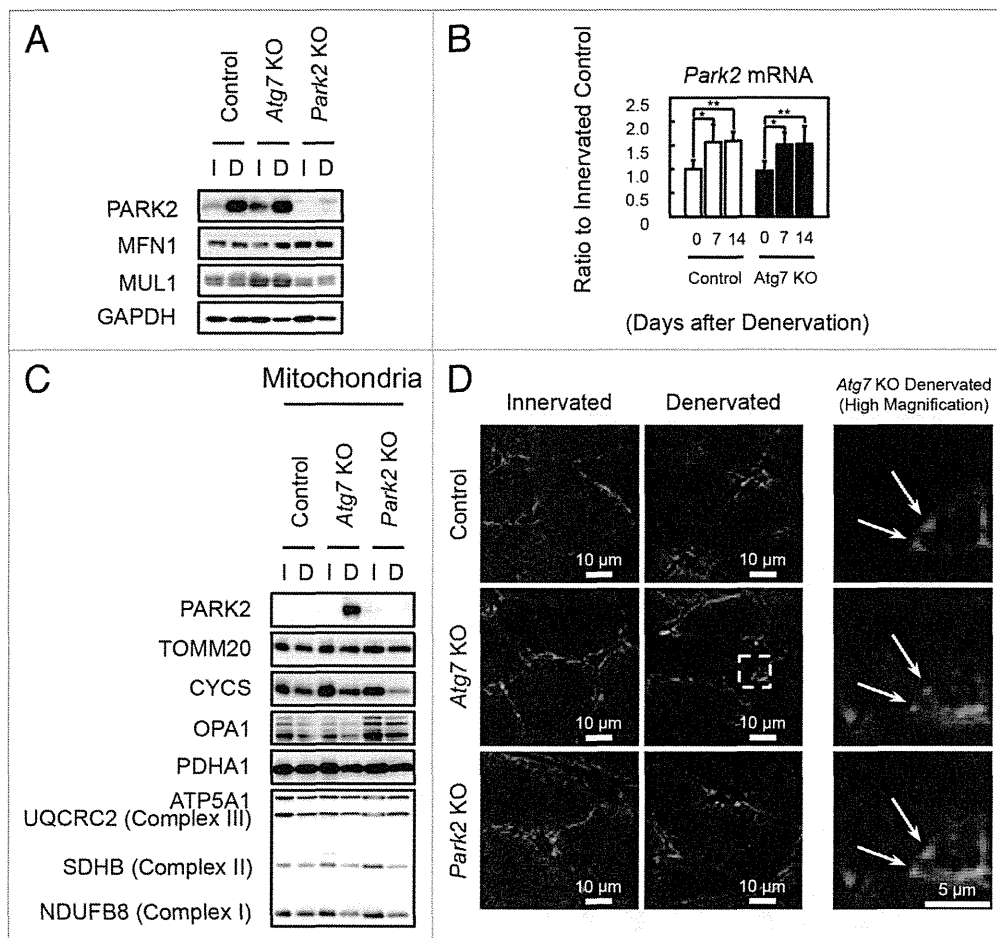 A
Control
Atg7 KO
Park2 KO
I D I D I D
PARK2
MFN1
MUL1
GAPDH
B
Park2 mRNA
Ratio to Innervated Control
2.5
2.0
1.5
1.0
0.5
0
* ** * **
0 7 14 0 7 14
Control Atg7 KO
(Days after Denervation)
C
Mitochondria
Control
Atg7 KO
Park2 KO
I D I D I D
PARK2
TOMM20
CYCS
OPA1
PDHA1
ATP5A1
UQCRC2 (Complex III)
SDHB (Complex II)
NDUFB8 (Complex I)
D
Innervated Denervated
Atg7 KO Denervated
(High Magnification)
Control
10 µm 10 µm
Atg7 KO
10 µm 10 µm
Park2 KO
10 µm 10 µm 5 µm